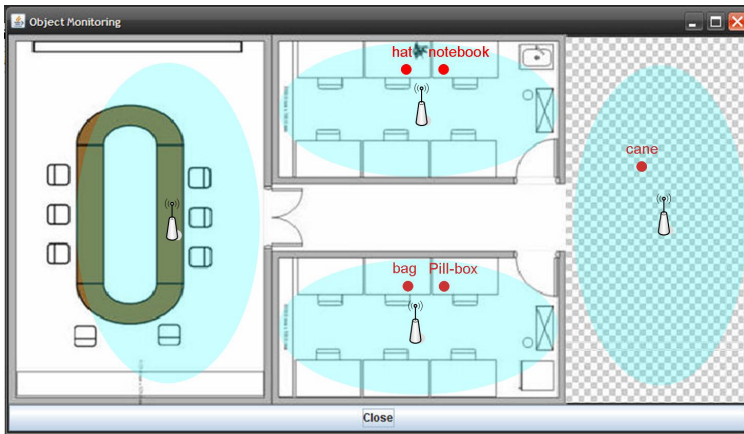 Object Monitoring
hat notebook
cane
bag Pill-box
Close